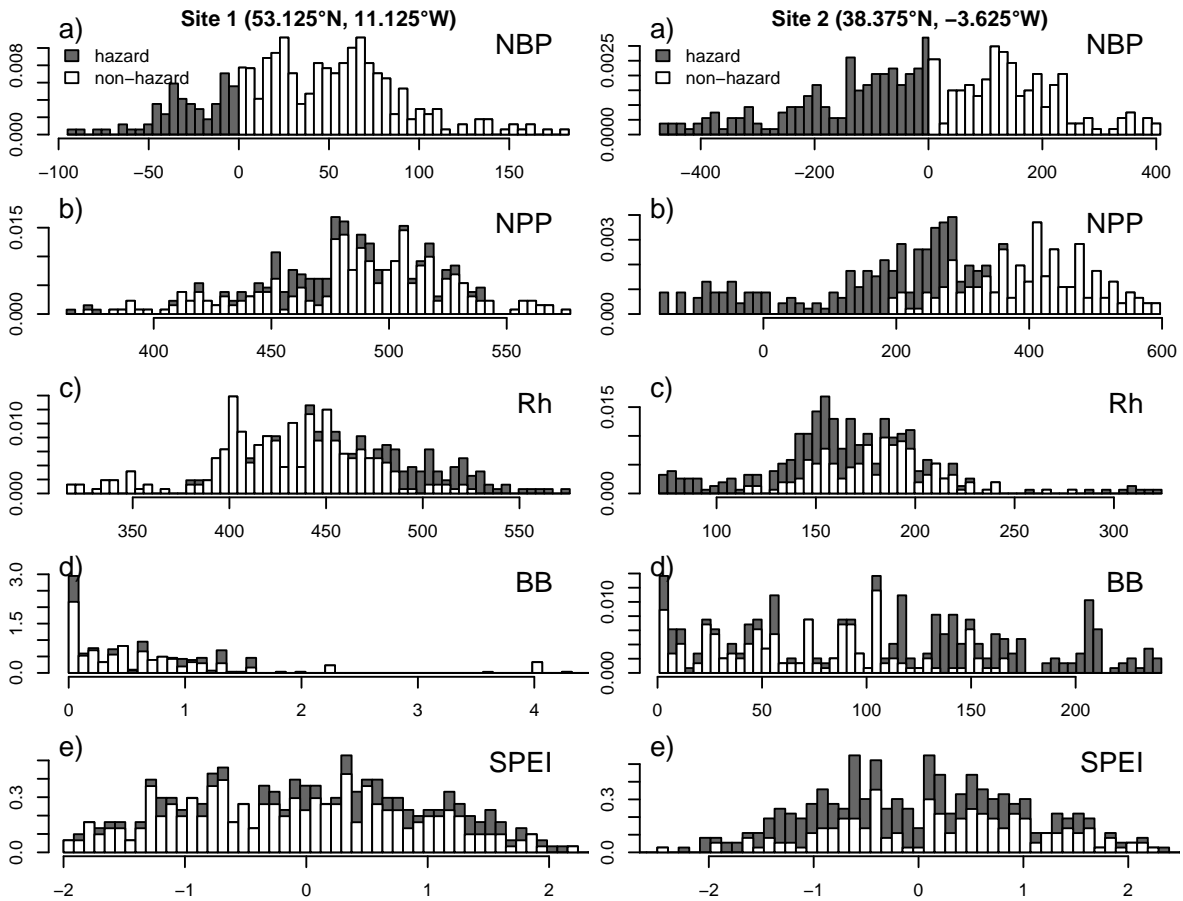 Site 1 (53.125°N, 11.125°W)
a)
NBP
hazard
non−hazard
0.000
0.008
−100
−50
0
50
100
150
b)
NPP
0.000
0.015
400
450
500
550
c)
Rh
0.000
0.010
350
400
450
500
550
d)
BB
0.0
1.5
3.0
0
1
2
3
4
e)
SPEI
0.0
0.3
−2
−1
0
1
2
Site 2 (38.375°N, −3.625°W)
a)
NBP
hazard
non−hazard
0.0000
0.0025
−400
−200
0
200
400
b)
NPP
0.000
0.003
0
200
400
600
c)
Rh
0.000
0.015
100
150
200
250
300
d)
BB
0.000
0.010
0
50
100
150
200
e)
SPEI
0.0
0.3
−2
−1
0
1
2